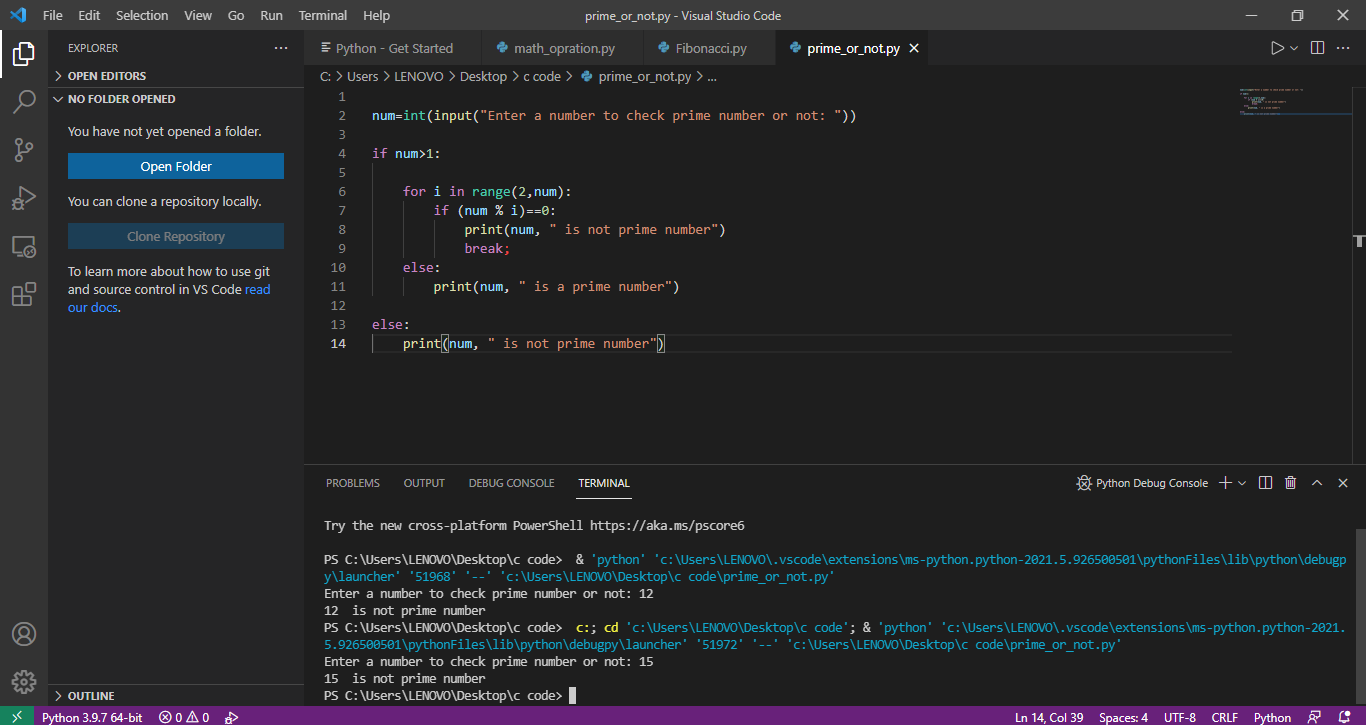 File Edit Selection View Go Run Terminal Help prime_or_not.py - Visual Studio Code
EXPLORER
OPEN EDITORS
NO FOLDER OPENED
You have not yet opened a folder.
Open Folder
You can clone a repository locally.
Clone Repository
To learn more about how to use git
and source control in VS Code read
our docs.
OUTLINE
Python - Get Started math_opration.py Fibonacci.py prime_or_not.py
C: > Users > LENOVO > Desktop > c code > prime_or_not.py > ...
1
2 num=int(input("Enter a number to check prime number or not: "))
3
4 if num>1:
5
6 for i in range(2,num):
7 if (num % i)==0:
8 print(num, " is not prime number")
9 break;
10 else:
11 print(num, " is a prime number")
12
13 else:
14 print(num, " is not prime number")
PROBLEMS OUTPUT DEBUG CONSOLE TERMINAL Python Debug Console
Try the new cross-platform PowerShell https://aka.ms/pscore6
PS C:\Users\LENOVO\Desktop\c code>  & 'python' 'c:\Users\LENOVO\.vscode\extensions\ms-python.python-2021.5.926500501\pythonFiles\lib\python\debugp
y\launcher' '51968' '--' 'c:\Users\LENOVO\Desktop\c code\prime_or_not.py'
Enter a number to check prime number or not: 12
12  is not prime number
PS C:\Users\LENOVO\Desktop\c code>  c:; cd 'c:\Users\LENOVO\Desktop\c code'; & 'python' 'c:\Users\LENOVO\.vscode\extensions\ms-python.python-2021.
5.926500501\pythonFiles\lib\python\debugpy\launcher' '51972' '--' 'c:\Users\LENOVO\Desktop\c code\prime_or_not.py'
Enter a number to check prime number or not: 15
15  is not prime number
PS C:\Users\LENOVO\Desktop\c code>
Python 3.9.7 64-bit 0 0 Ln 14, Col 39 Spaces: 4 UTF-8 CRLF Python